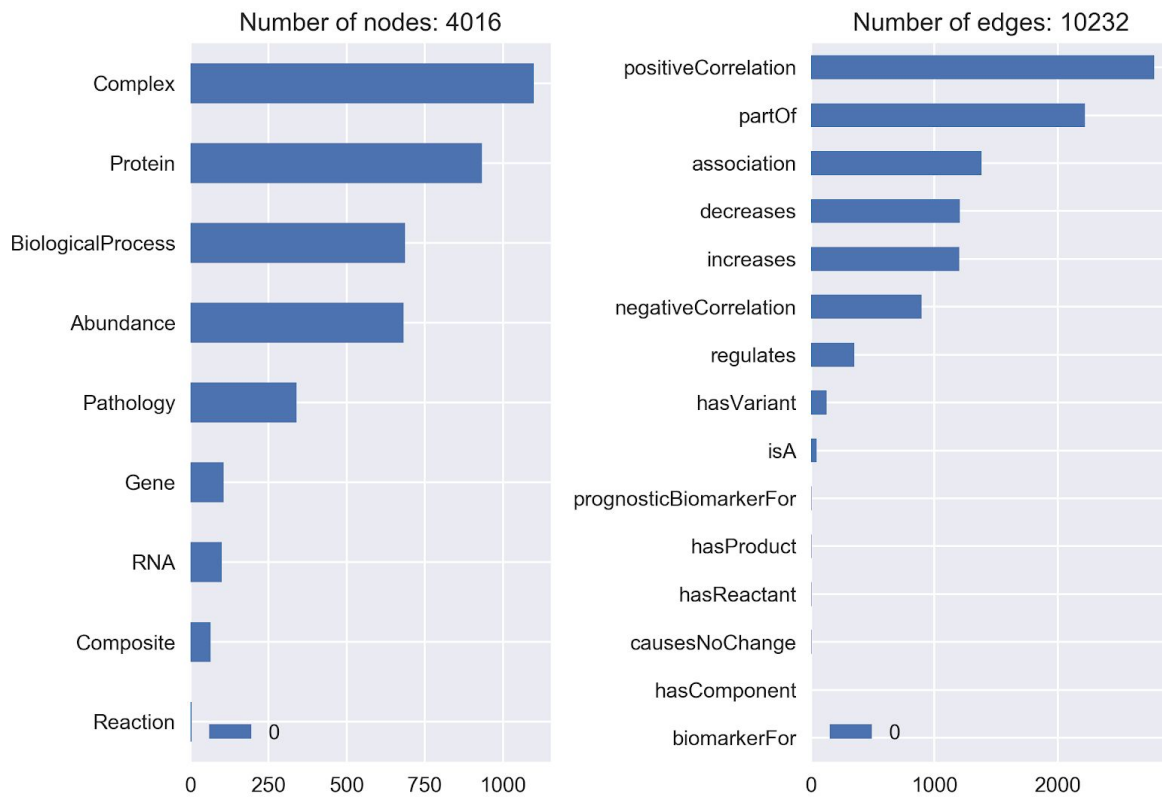 Number of nodes: 4016
Complex
Protein
BiologicalProcess
Abundance
Pathology
Gene
RNA
Composite
Reaction
0
0 250 500 750 1000
Number of edges: 10232
positiveCorrelation
partOf
association
decreases
increases
negativeCorrelation
regulates
hasVariant
isA
prognosticBiomarkerFor
hasProduct
hasReactant
causesNoChange
hasComponent
biomarkerFor
0
0 1000 2000